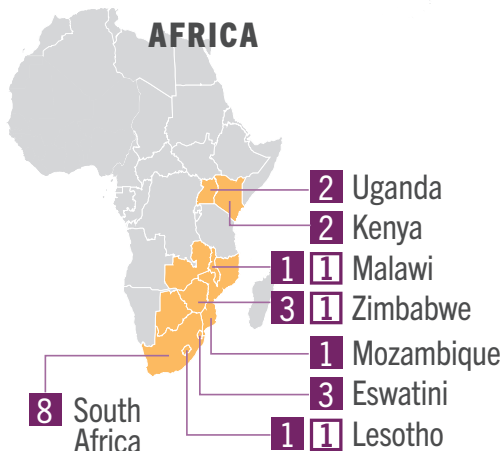 AFRICA
2 Uganda
2 Kenya
1 1 Malawi
3 1 Zimbabwe
1 Mozambique
3 Eswatini
8 South
Africa
1 1 Lesotho